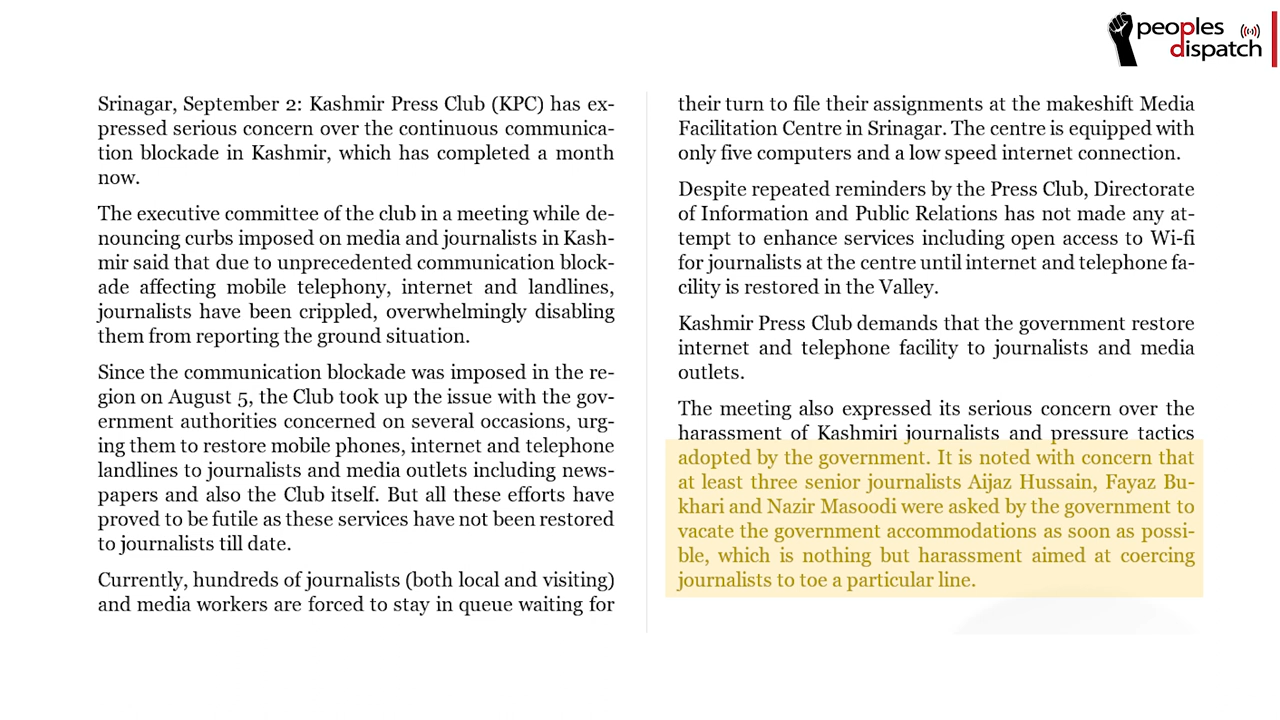 peoples
dispatch
Srinagar, September 2: Kashmir Press Club (KPC) has ex-
pressed serious concern over the continuous communica-
tion blockade in Kashmir, which has completed a month
now.
The executive committee of the club in a meeting while de-
nouncing curbs imposed on media and journalists in Kash-
mir said that due to unprecedented communication block-
ade affecting mobile telephony, internet and landlines,
journalists have been crippled, overwhelmingly disabling
them from reporting the ground situation.
Since the communication blockade was imposed in the re-
gion on August 5, the Club took up the issue with the gov-
ernment authorities concerned on several occasions, urg-
ing them to restore mobile phones, internet and telephone
landlines to journalists and media outlets including news-
papers and also the Club itself. But all these efforts have
proved to be futile as these services have not been restored
to journalists till date.
Currently, hundreds of journalists (both local and visiting)
and media workers are forced to stay in queue waiting for
their turn to file their assignments at the makeshift Media
Facilitation Centre in Srinagar. The centre is equipped with
only five computers and a low speed internet connection.
Despite repeated reminders by the Press Club, Directorate
of Information and Public Relations has not made any at-
tempt to enhance services including open access to Wi-fi
for journalists at the centre until internet and telephone fa-
cility is restored in the Valley.
Kashmir Press Club demands that the government restore
internet and telephone facility to journalists and media
outlets.
The meeting also expressed its serious concern over the
harassment of Kashmiri journalists and pressure tactics
adopted by the government. It is noted with concern that
at least three senior journalists Aijaz Hussain, Fayaz Bu-
khari and Nazir Masoodi were asked by the government to
vacate the government accommodations as soon as possi-
ble, which is nothing but harassment aimed at coercing
journalists to toe a particular line.